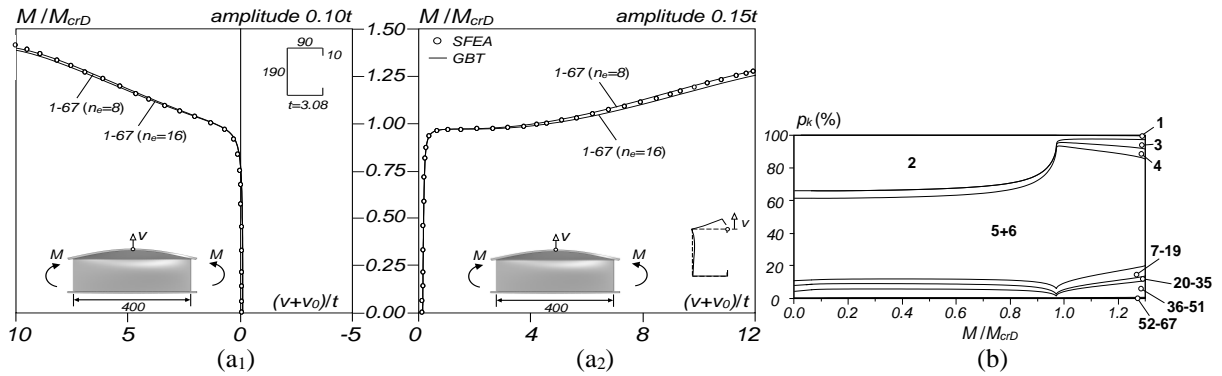 M/McrD
amplitude 0.10t
90
10
190
t=3.08
1-67 (ne=8)
1-67 (ne=16)
v
M
M
400
(v+v0)/t
10
5
0
-5
(a1)
1.50
1.25
1.00
0.75
0.50
0.25
0.00
M/McrD
amplitude 0.15t
SFEA
GBT
1-67 (ne=8)
1-67 (ne=16)
v
v
M
M
400
(v+v0)/t
0
4
8
12
(a2)
pk (%)
100
80
60
40
20
0
2
5+6
1
3
4
7-19
20-35
36-51
52-67
0.0
0.2
0.4
0.6
0.8
1.0
1.2
M/McrD
(b)